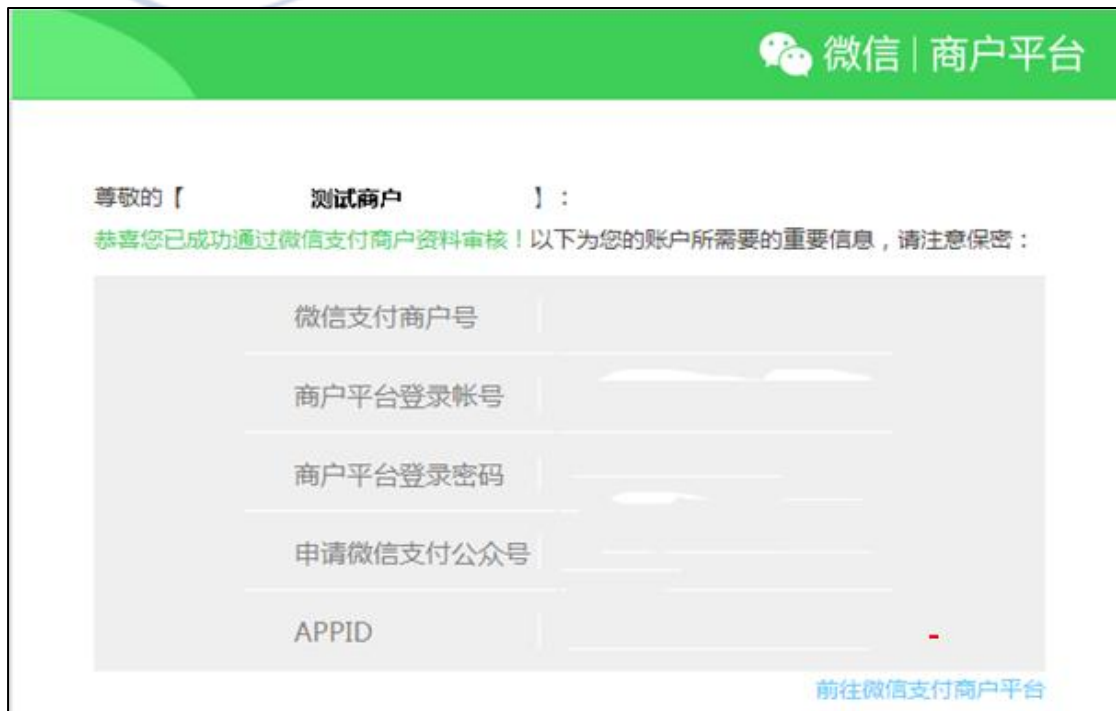 微信 | 商户平台
尊敬的【 测试商户 】：
恭喜您已成功通过微信支付商户资料审核！以下为您的账户所需要的重要信息，请注意保密：
微信支付商户号
商户平台登录帐号
商户平台登录密码
申请微信支付公众号
APPID
前往微信支付商户平台